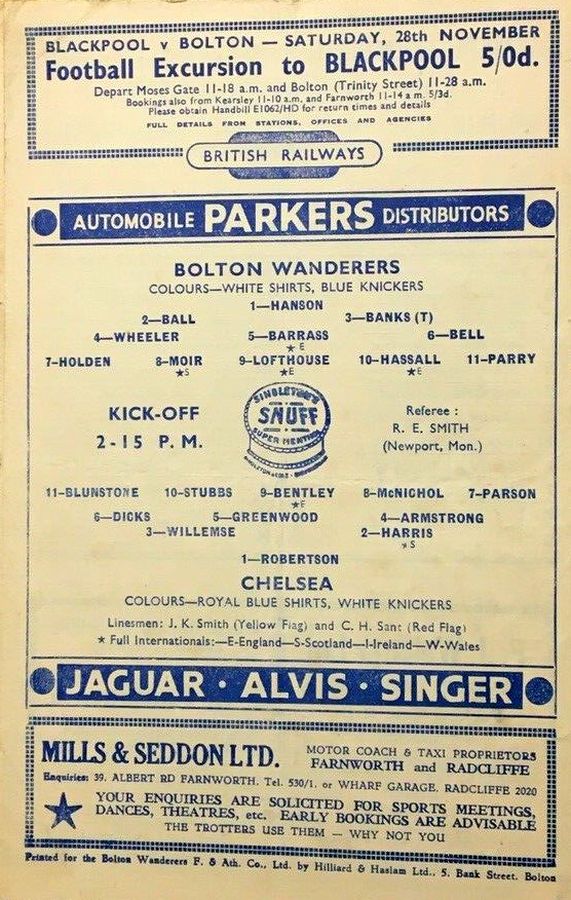 BLACKPOOL v BOLTON — SATURDAY, 28th NOVEMBER
Football Excursion to BLACKPOOL 5/0d.
Depart Moses Gate 11-18 a.m. and Bolton (Trinity Street) 11-28 a.m.
Bookings also from Kearsley 11-10 a.m. and Farnworth 11-14 a m. 5/3d.
Please obtain Handbill E1062/HD for return times and details
FULL DETAILS FROM STATIONS, OFFICES AND AGENCIES
BRITISH RAILWAYS
AUTOMOBILE PARKERS DISTRIBUTORS
BOLTON WANDERERS
COLOURS—WHITE SHIRTS, BLUE KNICKERS
1—HANSON
2—BALL 3—BANKS (T)
4—WHEELER 5—BARRASS 6—BELL
★E
7-HOLDEN 8-MOIR 9-LOFTHOUSE 10-HASSALL 11-PARRY
★S ★E ★E
KICK-OFF
2-15 P. M.
SINGLETON'S
SNUFF
SUPER MENTHOL
Referee :
R. E. SMITH
(Newport, Mon.)
11-BLUNSTONE 10-STUBBS 9-BENTLEY 8-McNICHOL 7-PARSON
★E
6—DICKS 5—GREENWOOD 4—ARMSTRONG
3—WILLEMSE 2—HARRIS
★S
1—ROBERTSON
CHELSEA
COLOURS—ROYAL BLUE SHIRTS, WHITE KNICKERS
Linesmen: J. K. Smith (Yellow Flag) and C. H. Sant (Red Flag)
★ Full Internationals:—E-England—S-Scotland—I-Ireland—W-Wales
JAGUAR · ALVIS · SINGER
MILLS & SEDDON LTD. MOTOR COACH & TAXI PROPRIETORS
FARNWORTH and RADCLIFFE
Enquiries: 39, ALBERT RD FARNWORTH. Tel. 530/1. or WHARF GARAGE, RADCLIFFE 2020
YOUR ENQUIRIES ARE SOLICITED FOR SPORTS MEETINGS,
DANCES, THEATRES, etc. EARLY BOOKINGS ARE ADVISABLE
THE TROTTERS USE THEM — WHY NOT YOU
Printed for the Bolton Wanderers F. & Ath. Co., Ltd. by Hilliard & Haslam Ltd., 5, Bank Street, Bolton